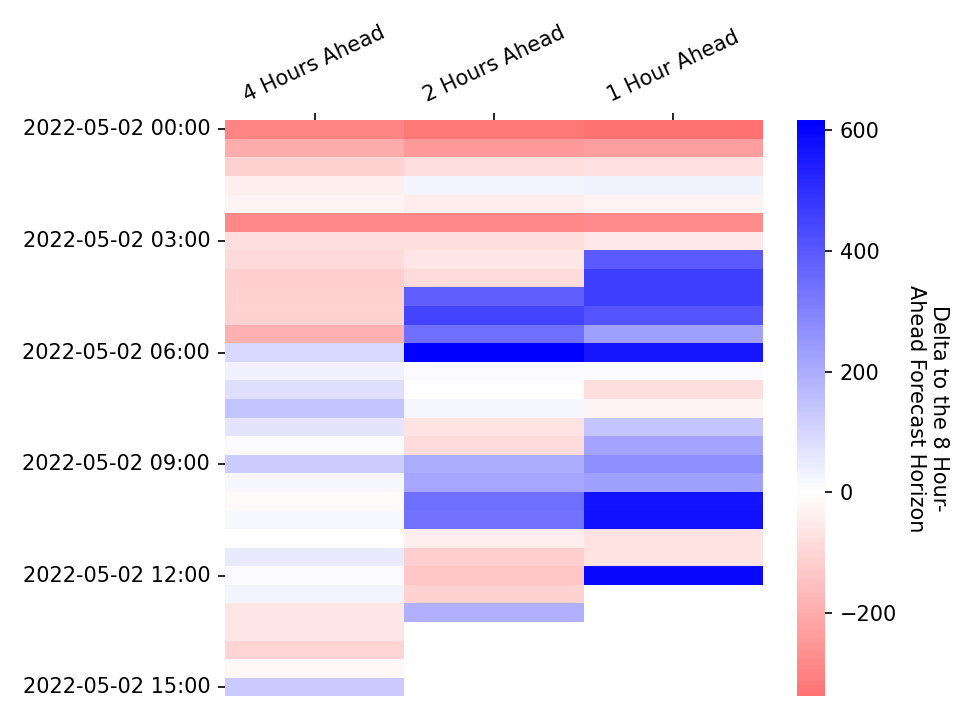 4 Hours Ahead
2 Hours Ahead
1 Hour Ahead
2022-05-02 00:00
2022-05-02 03:00
2022-05-02 06:00
2022-05-02 09:00
2022-05-02 12:00
2022-05-02 15:00
600
400
200
0
−200
Delta to the 8 Hour-
Ahead Forecast Horizon